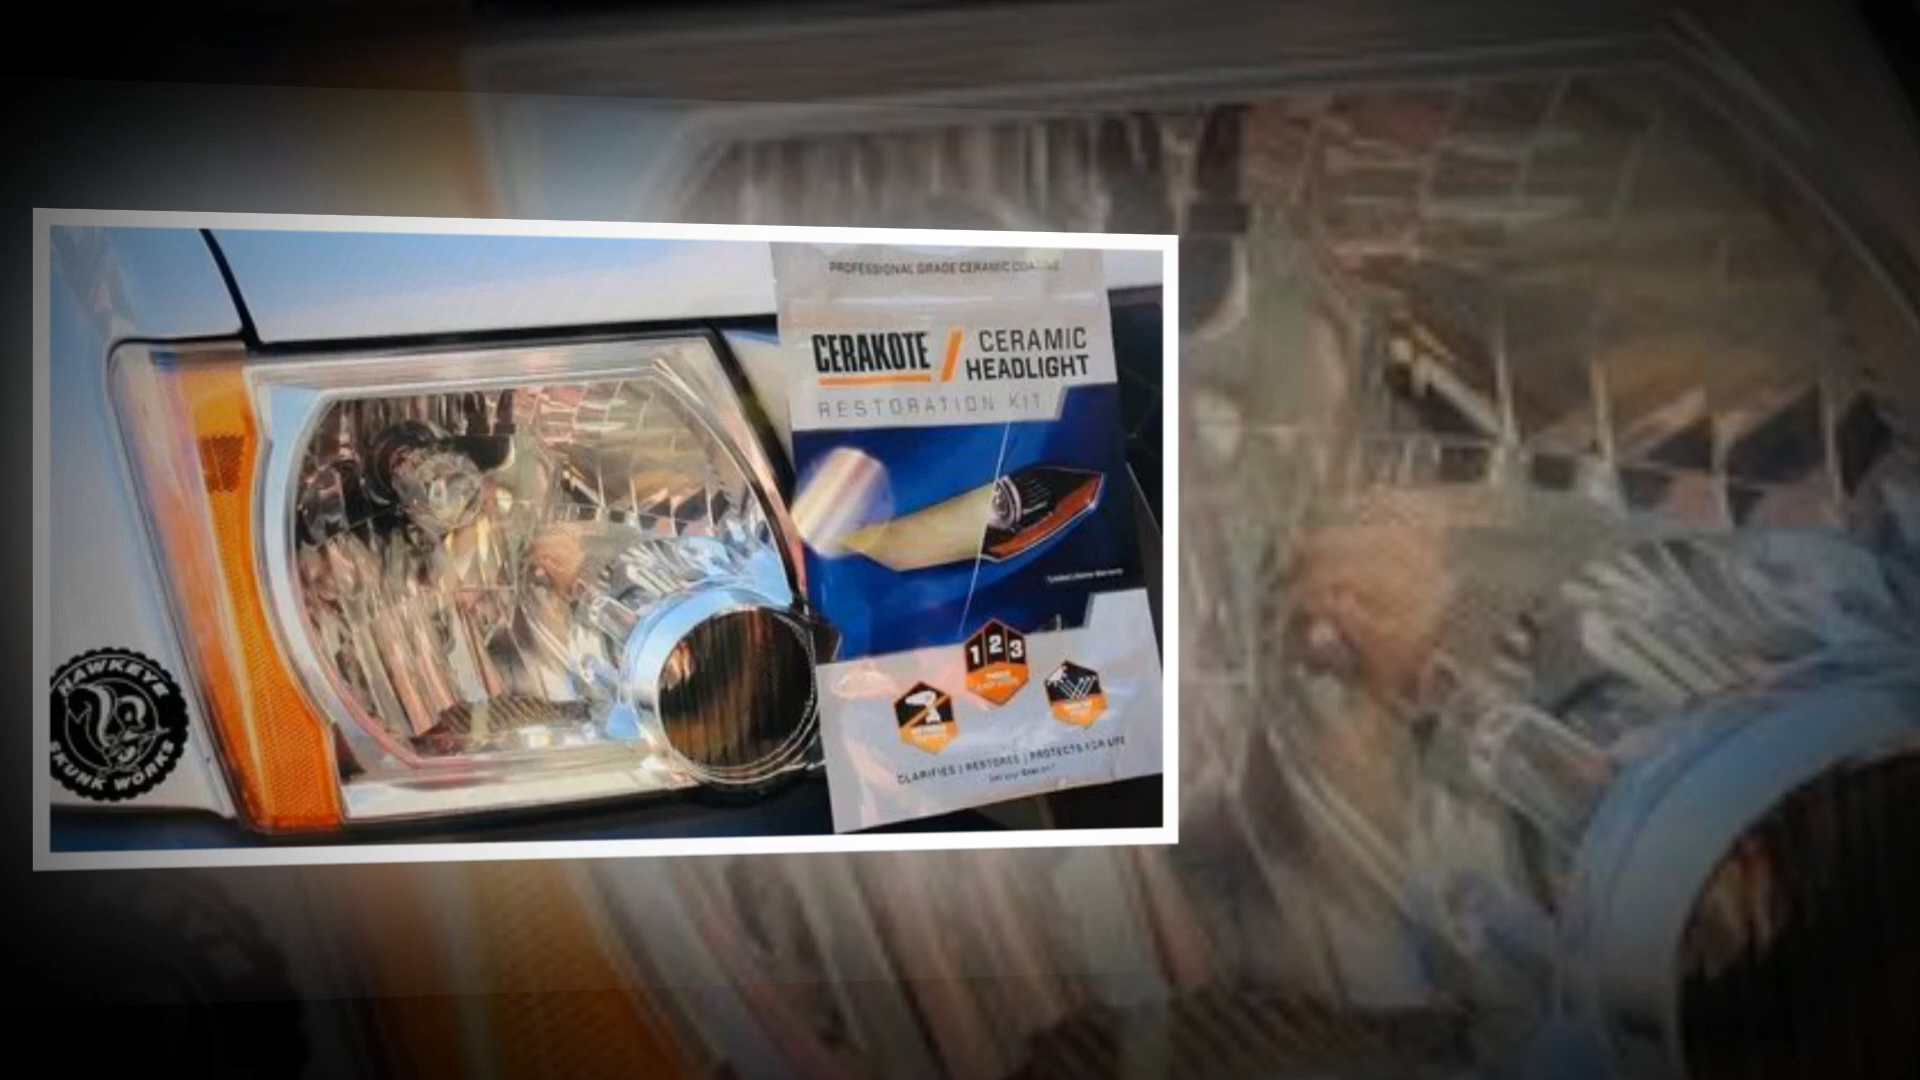 PROFESSIONAL GRADE CERAMIC COATING
CERAKOTE / CERAMIC
HEADLIGHT
RESTORATION KIT
1 2 3
CLARIFIES | RESTORES | PROTECTS FOR LIFE
HAWKEYE
SKUNK WORKS